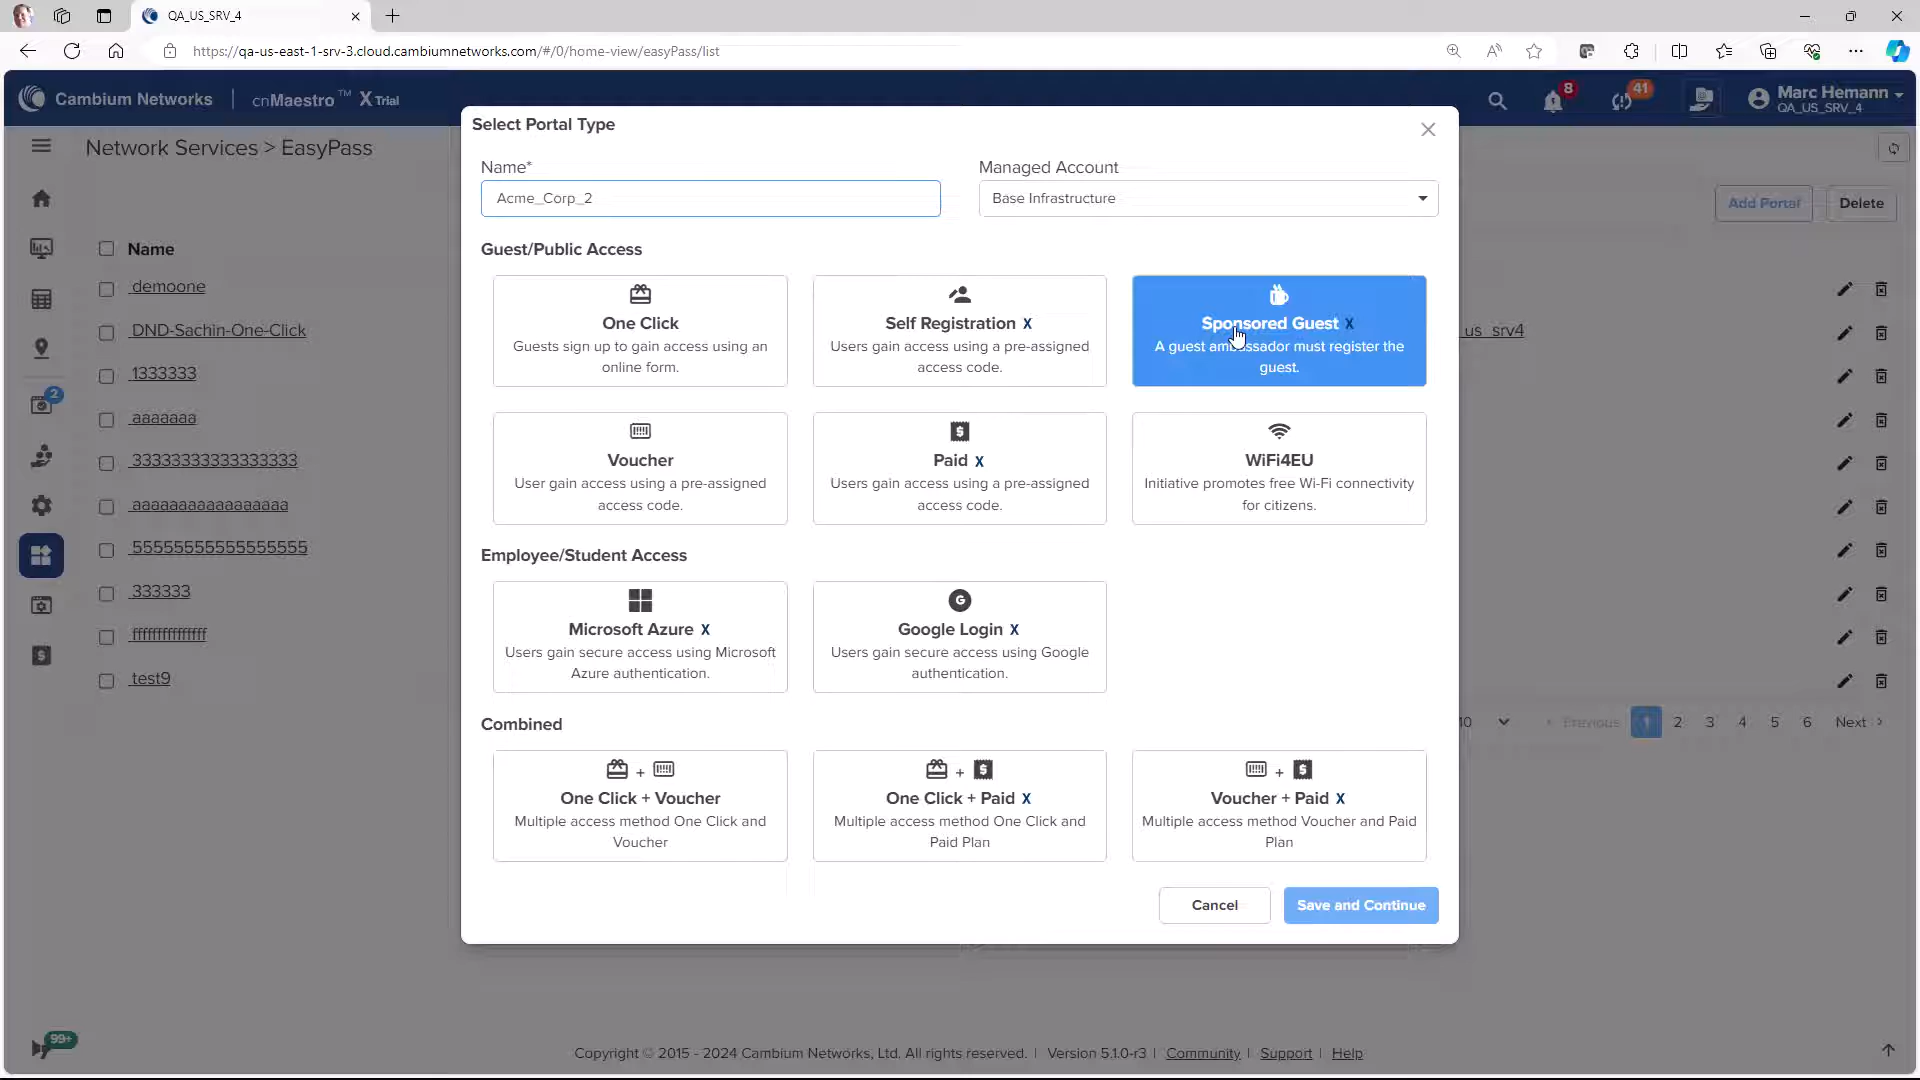 QA_US_SRV_4
https://qa-us-east-1-srv-3.cloud.cambiumnetworks.com/#/0/home-view/easyPass/list
Cambium Networks | cnMaestro™ X Trial
8
41
Marc Hemann
QA_US_SRV_4
Network Services > EasyPass
Add Portal
Delete
Name
demoone
DND-Sachin-One-Click
us_srv4
1333333
aaaaaaa
2
33333333333333333
aaaaaaaaaaaaaaaaa
55555555555555555
333333
fffffffffffffff
test9
10
Previous
1
2
3
4
5
6
Next
Select Portal Type
Name*
Managed Account
Acme_Corp_2
Base Infrastructure
Guest/Public Access
One Click
Guests sign up to gain access using an
online form.
Self Registration X
Users gain access using a pre-assigned
access code.
Sponsored Guest X
A guest ambassador must register the
guest.
Voucher
User gain access using a pre-assigned
access code.
Paid X
Users gain access using a pre-assigned
access code.
WiFi4EU
Initiative promotes free Wi-Fi connectivity
for citizens.
Employee/Student Access
Microsoft Azure X
Users gain secure access using Microsoft
Azure authentication.
Google Login X
Users gain secure access using Google
authentication.
Combined
One Click + Voucher
Multiple access method One Click and
Voucher
One Click + Paid X
Multiple access method One Click and
Paid Plan
Voucher + Paid X
Multiple access method Voucher and Paid
Plan
Cancel
Save and Continue
99+
Copyright © 2015 - 2024 Cambium Networks, Ltd. All rights reserved. | Version 5.1.0-r3 | Community | Support | Help